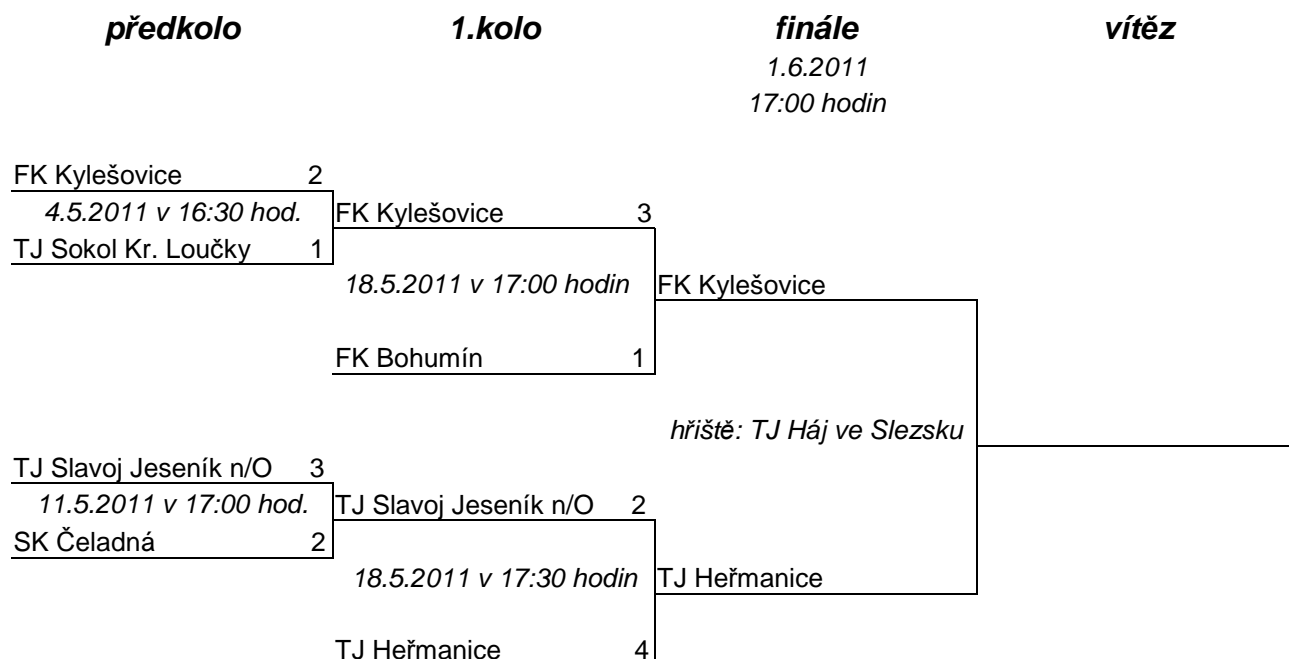 předkolo 1.kolo finále vítěz
1.6.2011
17:00 hodin
FK Kylešovice 2
4.5.2011 v 16:30 hod. FK Kylešovice 3
TJ Sokol Kr. Loučky 1
18.5.2011 v 17:00 hodin FK Kylešovice
FK Bohumín 1
hřiště: TJ Háj ve Slezsku
TJ Slavoj Jeseník n/O 3
11.5.2011 v 17:00 hod. TJ Slavoj Jeseník n/O 2
SK Čeladná 2
18.5.2011 v 17:30 hodin TJ Heřmanice
TJ Heřmanice 4